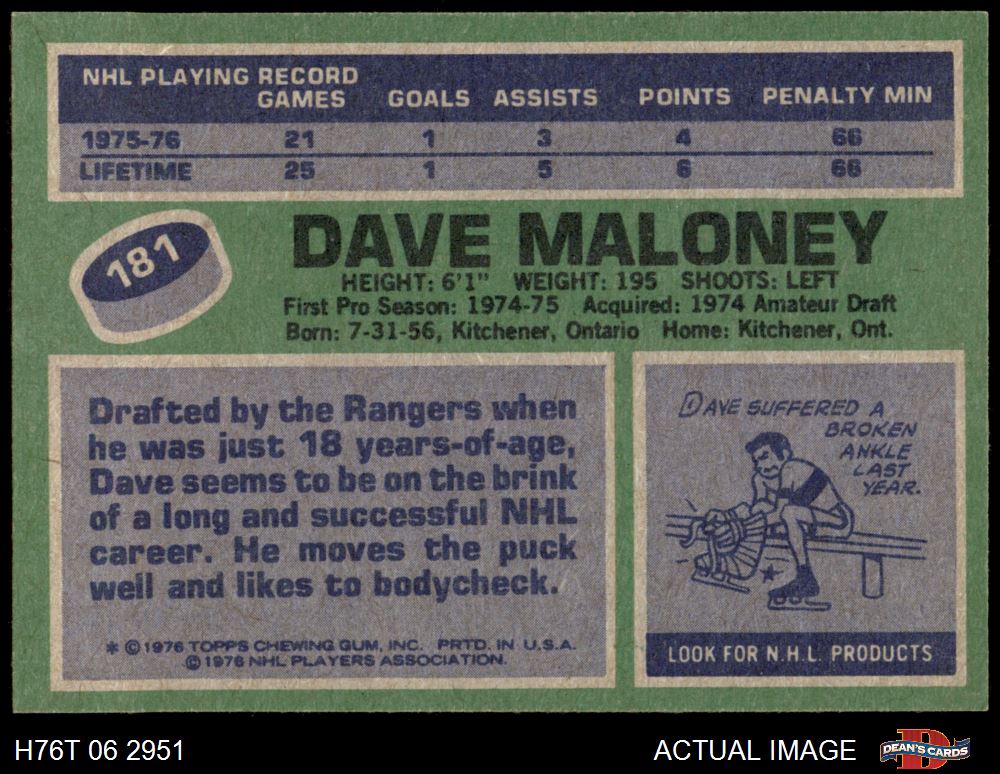 NHL PLAYING RECORD
GAMES GOALS ASSISTS POINTS PENALTY MIN
1975-76 21 1 3 4 66
LIFETIME 25 1 5 6 66
181
DAVE MALONEY
HEIGHT: 6'1" WEIGHT: 195 SHOOTS: LEFT
First Pro Season: 1974-75 Acquired: 1974 Amateur Draft
Born: 7-31-56, Kitchener, Ontario Home: Kitchener, Ont.
Drafted by the Rangers when
he was just 18 years-of-age,
Dave seems to be on the brink
of a long and successful NHL
career. He moves the puck
well and likes to bodycheck.
* ©1976 TOPPS CHEWING GUM, INC. PRTD. IN U.S.A.
©1976 NHL PLAYERS ASSOCIATION.
DAVE SUFFERED A
BROKEN
ANKLE
LAST
YEAR.
LOOK FOR N.H.L. PRODUCTS
H76T 06 2951 ACTUAL IMAGE DEAN'S CARDS